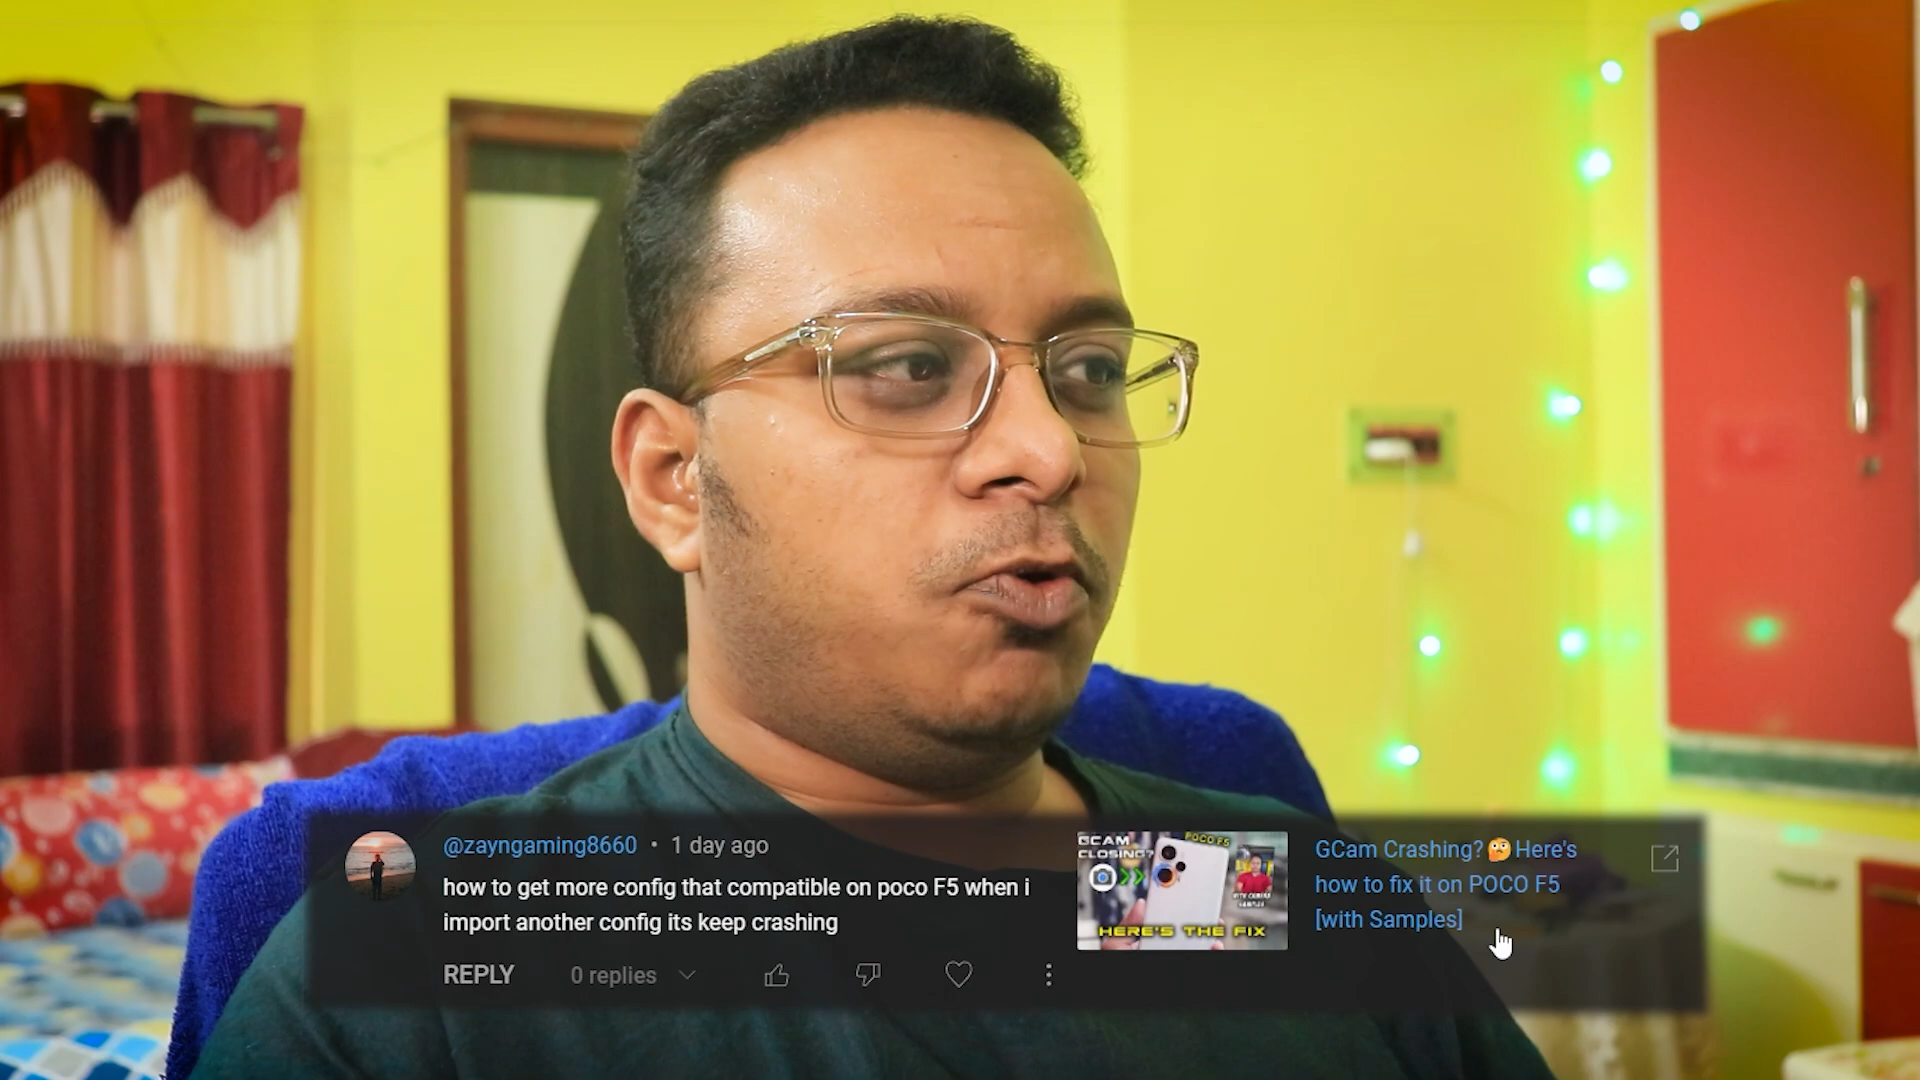 @zayngaming8660 • 1 day ago
how to get more config that compatible on poco F5 when i
import another config its keep crashing
REPLY
0 replies
GCAM
CLOSING?
POCO F5
HERE'S THE FIX
GCam Crashing?🤔Here's
how to fix it on POCO F5
[with Samples]